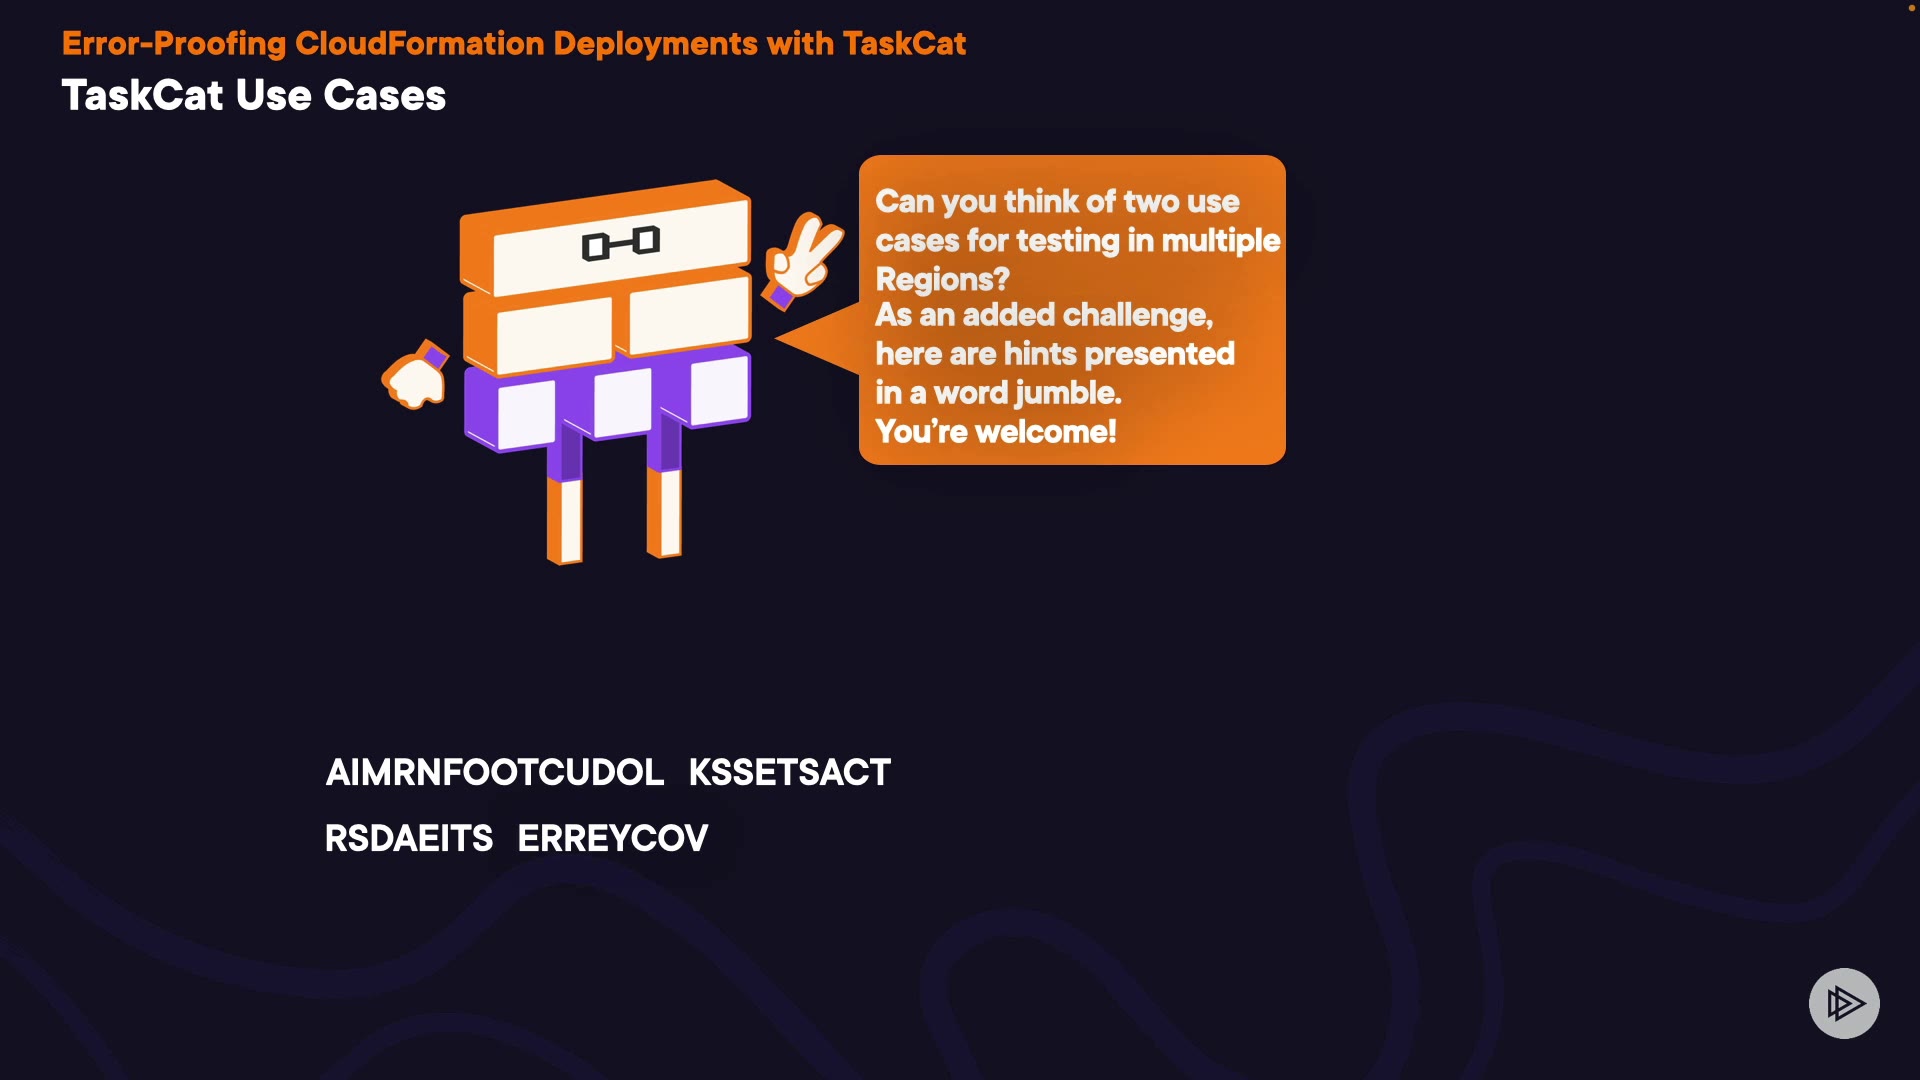 Error-Proofing CloudFormation Deployments with TaskCat
TaskCat Use Cases
Can you think of two use
cases for testing in multiple
Regions?
As an added challenge,
here are hints presented
in a word jumble.
You’re welcome!
AIMRNFOOTCUDOL KSSETSACT
RSDAEITS ERREYCOV